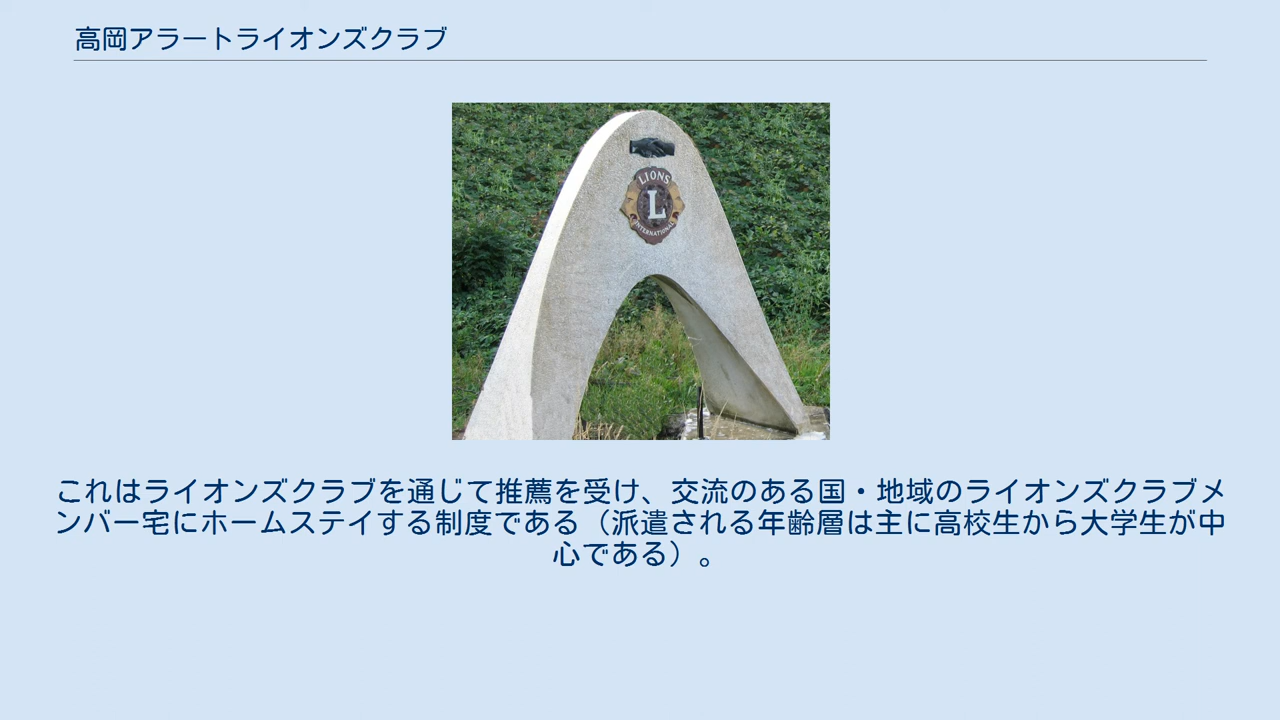 高岡アラートライオンズクラブ
LIONS
L
INTERNATIONAL
これはライオンズクラブを通じて推薦を受け、交流のある国・地域のライオンズクラブメ
ンバー宅にホームステイする制度である（派遣される年齢層は主に高校生から大学生が中
心である）。